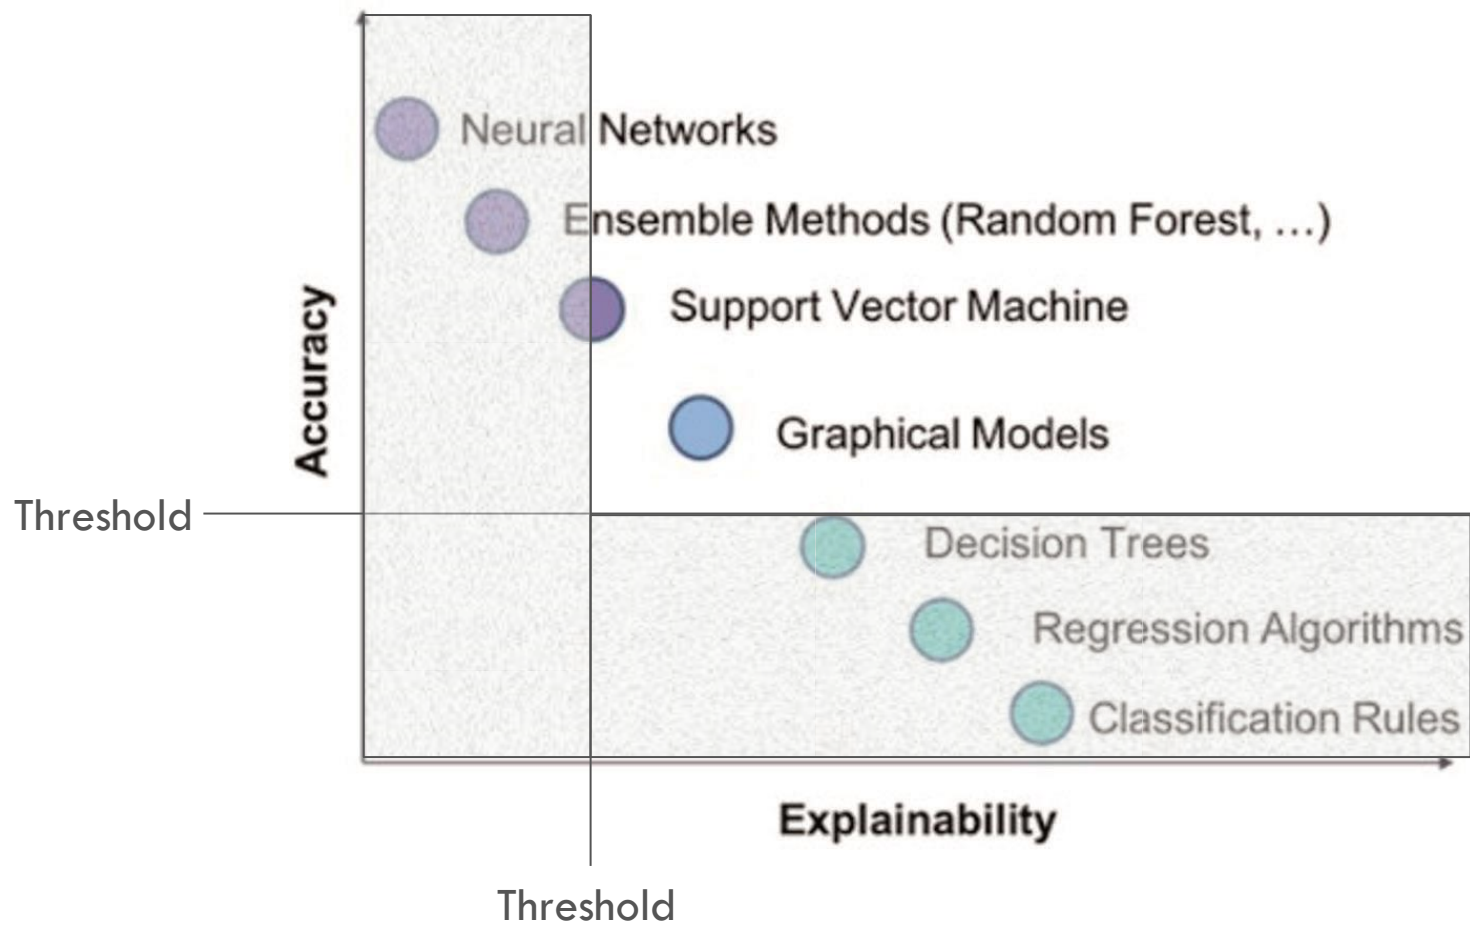 Neural Networks
Ensemble Methods (Random Forest, …)
Support Vector Machine
Accuracy
Graphical Models
Threshold
Decision Trees
Regression Algorithms
Classification Rules
Explainability
Threshold